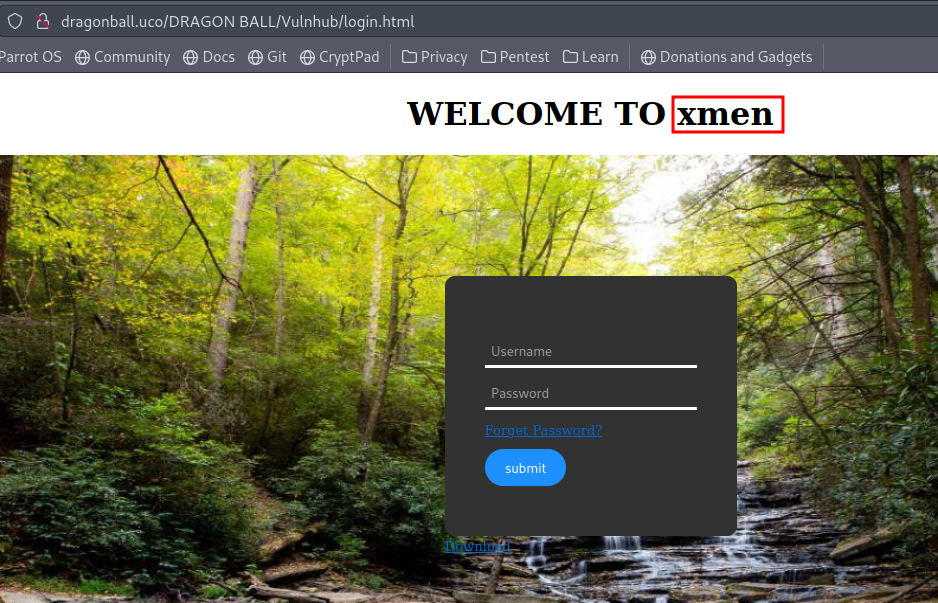 dragonball.uco/DRAGON BALL/Vulnhub/login.html
Parrot OS Community Docs Git CryptPad Privacy Pentest Learn Donations and Gadgets
WELCOME TO xmen
Username
Password
Forget Password?
submit
Download